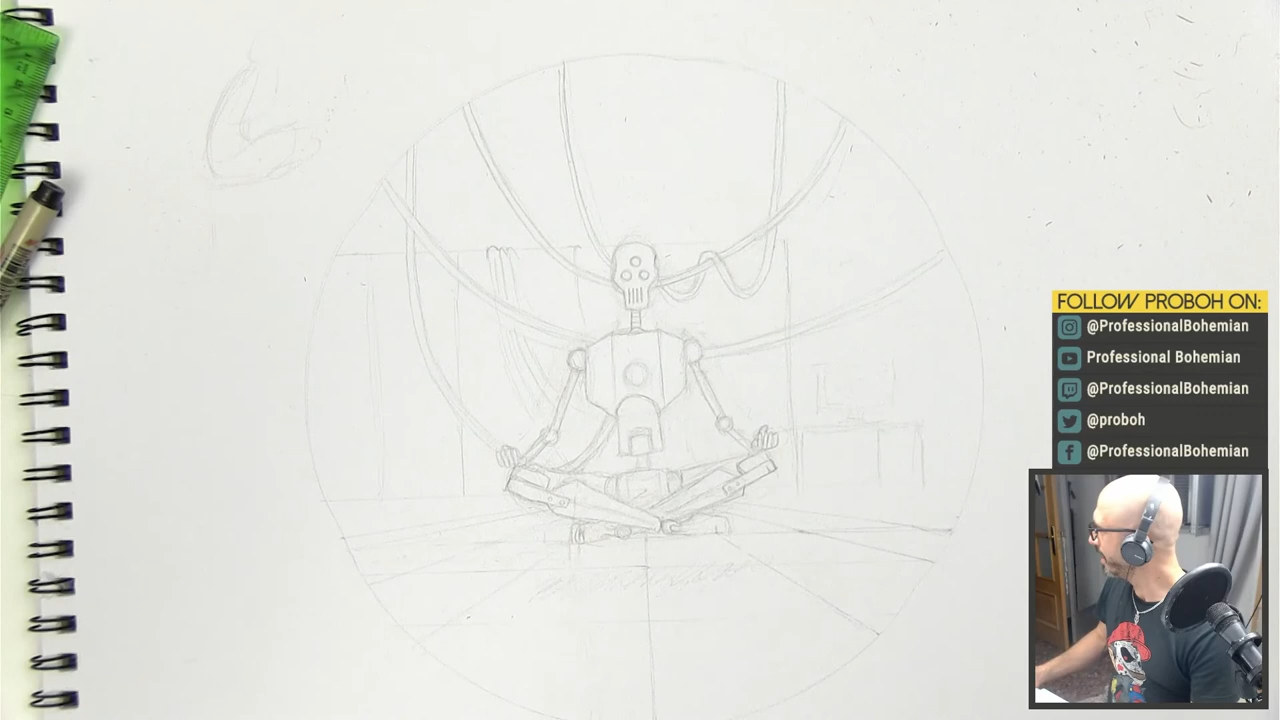 FOLLOW PROBOH ON:
@ProfessionalBohemian
Professional Bohemian
@ProfessionalBohemian
@proboh
@ProfessionalBohemian